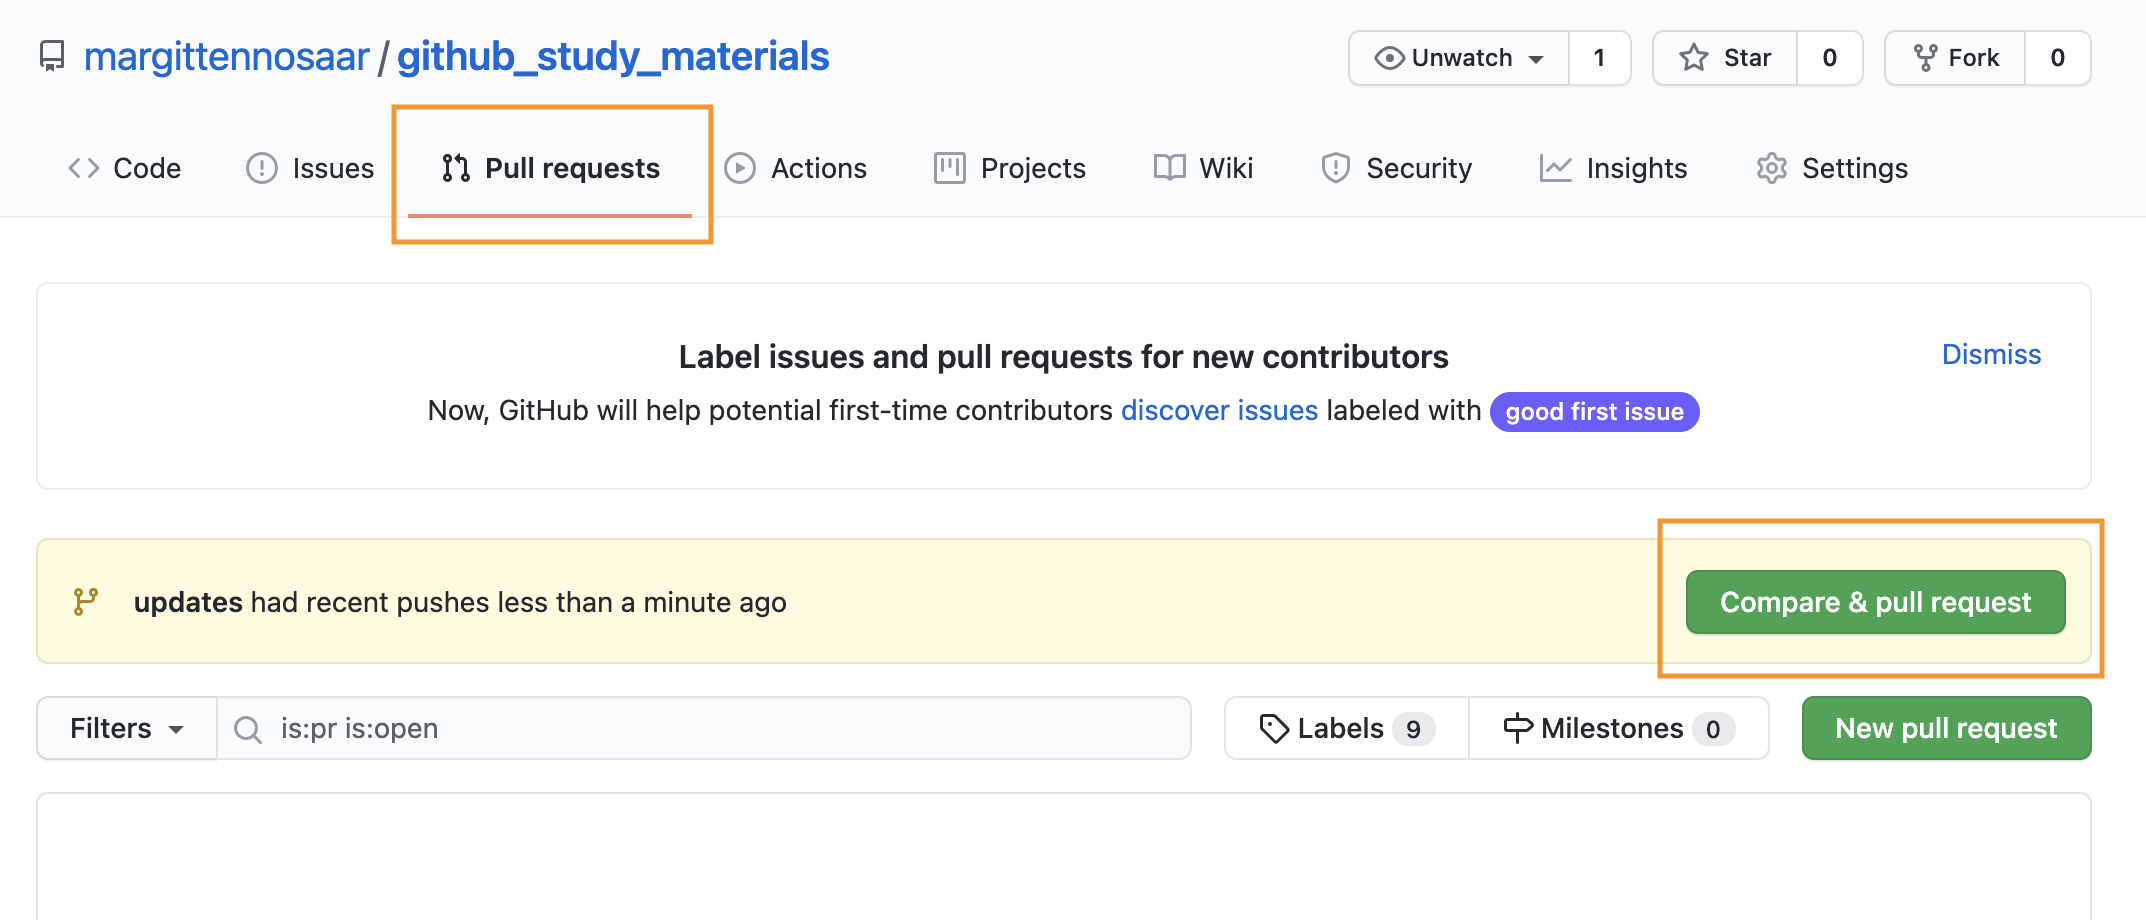 margittennosaar / github_study_materials
Unwatch 1 Star 0 Fork 0
Code Issues Pull requests Actions Projects Wiki Security Insights Settings
Label issues and pull requests for new contributors
Dismiss
Now, GitHub will help potential first-time contributors discover issues labeled with good first issue
updates had recent pushes less than a minute ago
Compare & pull request
Filters is:pr is:open Labels 9 Milestones 0 New pull request